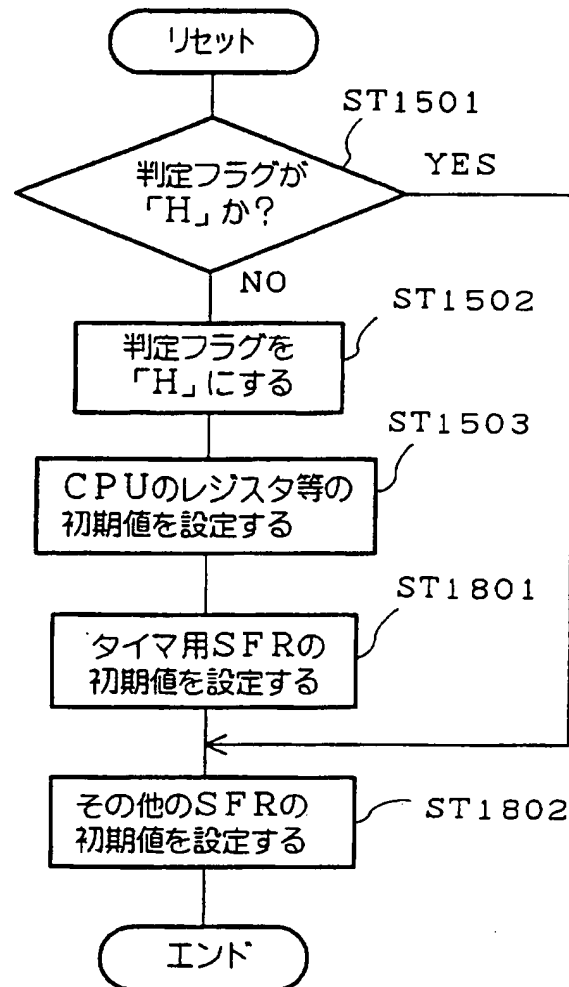 リセット
ST1501
判定フラグが
「H」か?
YES
NO
ST1502
判定フラグを
「H」にする
ST1503
CPUのレジスタ等の
初期値を設定する
ST1801
タイマ用SFRの
初期値を設定する
その他のSFRの
初期値を設定する
ST1802
エンド